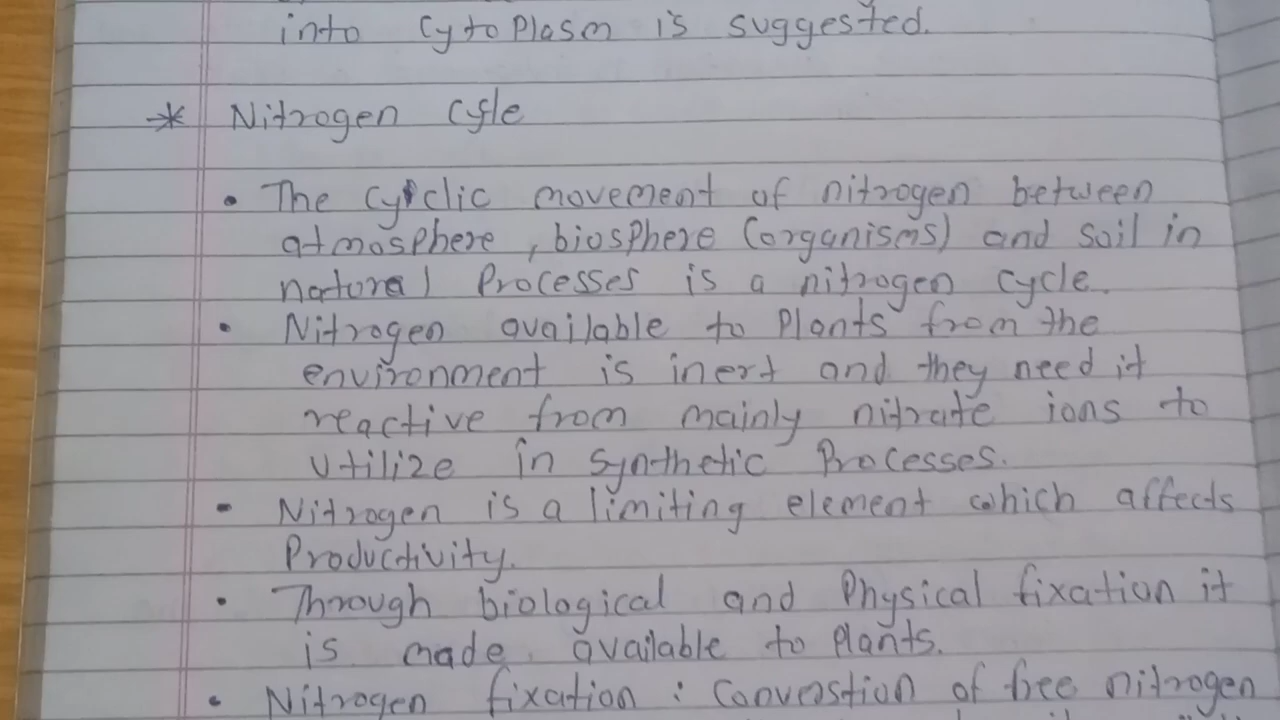 into Cytoplasm is suggested.
* Nitrogen Cycle
• The cyclic movement of nitrogen between
atmosphere, biosphere (organisms) and soil in
natural Processes is a nitrogen cycle.
• Nitrogen available to Plants from the
environment is inert and they need it
reactive from mainly nitrate ions to
utilize in synthetic Processes.
- Nitrogen is a limiting element which affects
Productivity.
• Through biological and Physical fixation it
is made available to Plants.
• Nitrogen fixation : Converstion of free nitrogen